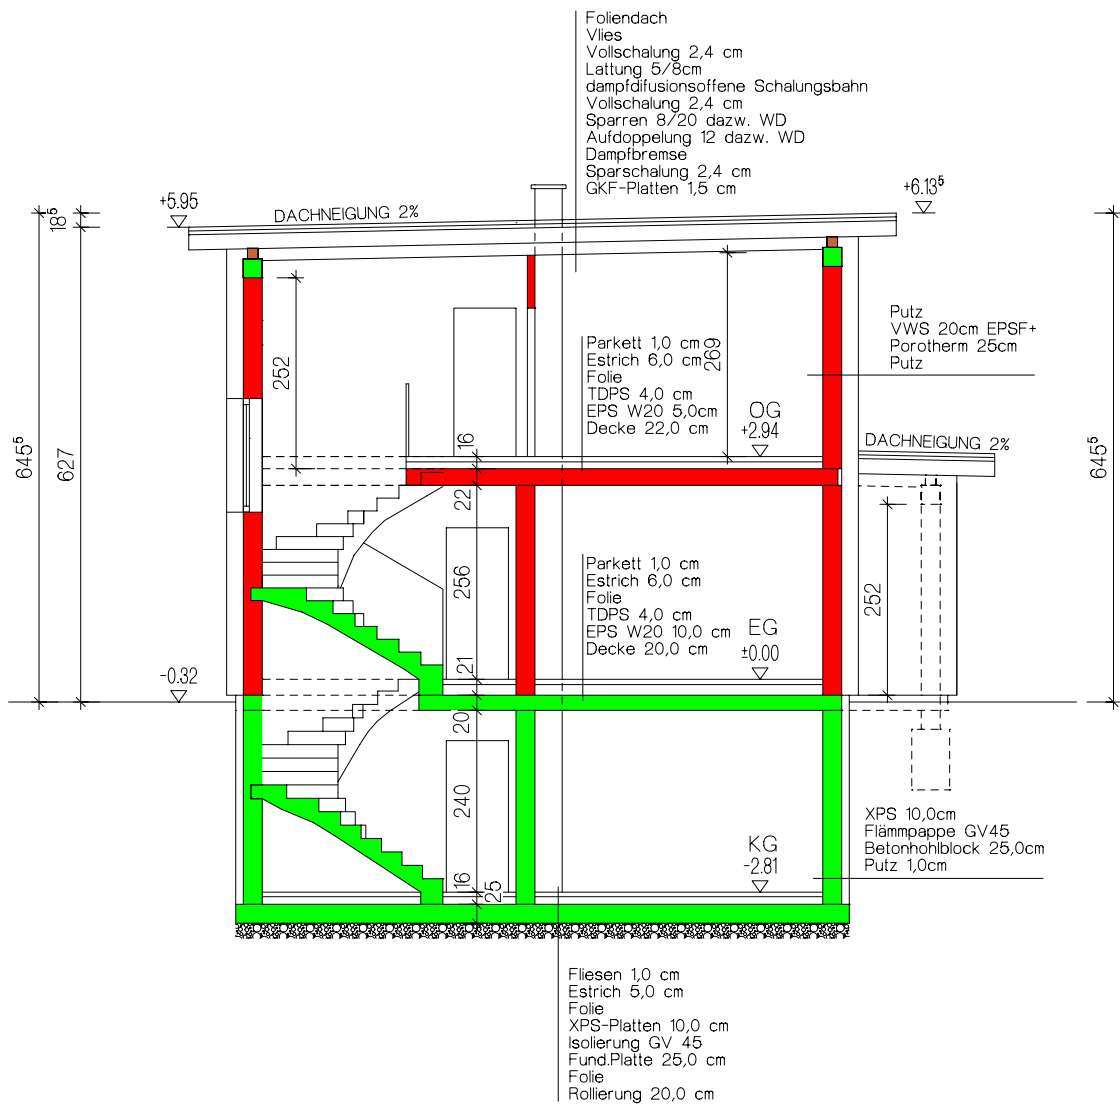 Foliendach
Vlies
Vollschalung 2,4 cm
Lattung 5/8cm
dampfdifusionsoffene Schalungsbahn
Vollschalung 2,4 cm
Sparren 8/20 dazw. WD
Aufdoppelung 12 dazw. WD
Dampfbremse
Sparschalung 2,4 cm
GKF-Platten 1,5 cm
+5.95
+6.13⁵
18⁵
DACHNEIGUNG 2%
Putz
VWS 20cm EPSF+
Porotherm 25cm
Putz
Parkett 1,0 cm
Estrich 6,0 cm
Folie
TDPS 4,0 cm
EPS W20 5,0cm
Decke 22,0 cm
252
269
OG
+2.94
DACHNEIGUNG 2%
16
645⁵
627
645⁵
22
Parkett 1,0 cm
Estrich 6,0 cm
Folie
TDPS 4,0 cm
EPS W20 10,0 cm
Decke 20,0 cm
256
252
EG
±0.00
21
-0.32
20
240
XPS 10,0cm
Flämmpappe GV45
Betonhohlblock 25,0cm
Putz 1,0cm
KG
-2.81
16
25
Fliesen 1,0 cm
Estrich 5,0 cm
Folie
XPS-Platten 10,0 cm
Isolierung GV 45
Fund.Platte 25,0 cm
Folie
Rollierung 20,0 cm